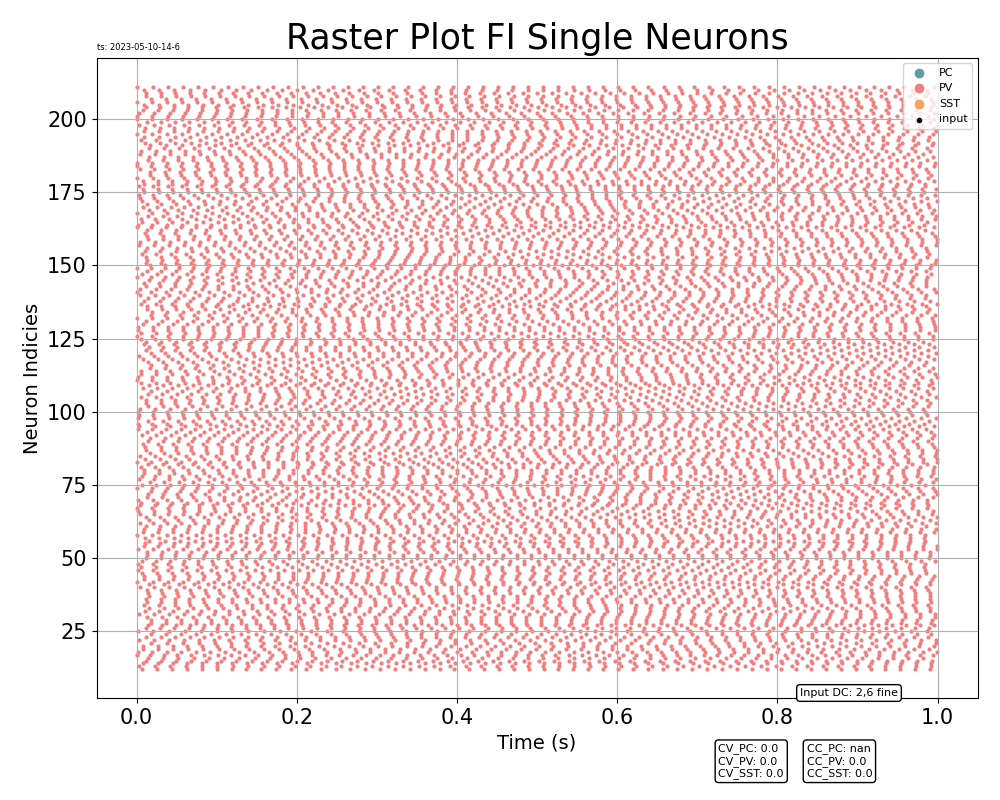 Raster Plot FI Single Neurons
ts: 2023-05-10-14-6
PC
PV
SST
input
200
175
150
125
100
75
50
25
Neuron Indicies
Input DC: 2,6 fine
0.0 0.2 0.4 0.6 0.8 1.0
Time (s)
CV_PC: 0.0
CV_PV: 0.0
CV_SST: 0.0
CC_PC: nan
CC_PV: 0.0
CC_SST: 0.0